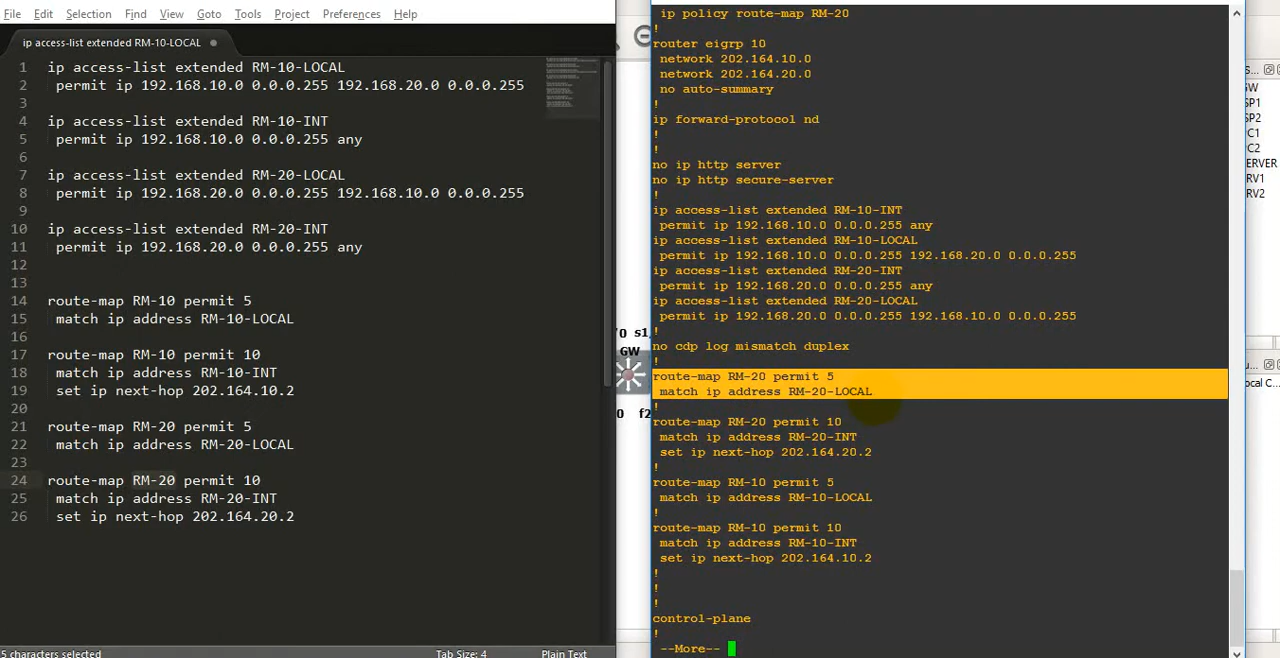 File Edit Selection Find View Goto Tools Project Preferences Help
ip access-list extended RM-10-LOCAL
1 ip access-list extended RM-10-LOCAL
2 permit ip 192.168.10.0 0.0.0.255 192.168.20.0 0.0.0.255
3
4 ip access-list extended RM-10-INT
5 permit ip 192.168.10.0 0.0.0.255 any
6
7 ip access-list extended RM-20-LOCAL
8 permit ip 192.168.20.0 0.0.0.255 192.168.10.0 0.0.0.255
9
10 ip access-list extended RM-20-INT
11 permit ip 192.168.20.0 0.0.0.255 any
12
13
14 route-map RM-10 permit 5
15 match ip address RM-10-LOCAL
16
17 route-map RM-10 permit 10
18 match ip address RM-10-INT
19 set ip next-hop 202.164.10.2
20
21 route-map RM-20 permit 5
22 match ip address RM-20-LOCAL
23
24 route-map RM-20 permit 10
25 match ip address RM-20-INT
26 set ip next-hop 202.164.20.2
5 characters selected
Tab Size: 4
Plain Text
ip policy route-map RM-20
!
router eigrp 10
network 202.164.10.0
network 202.164.20.0
no auto-summary
!
ip forward-protocol nd
!
!
no ip http server
no ip http secure-server
!
ip access-list extended RM-10-INT
permit ip 192.168.10.0 0.0.0.255 any
ip access-list extended RM-10-LOCAL
permit ip 192.168.10.0 0.0.0.255 192.168.20.0 0.0.0.255
ip access-list extended RM-20-INT
permit ip 192.168.20.0 0.0.0.255 any
ip access-list extended RM-20-LOCAL
permit ip 192.168.20.0 0.0.0.255 192.168.10.0 0.0.0.255
!
no cdp log mismatch duplex
!
route-map RM-20 permit 5
match ip address RM-20-LOCAL
!
route-map RM-20 permit 10
match ip address RM-20-INT
set ip next-hop 202.164.20.2
!
route-map RM-10 permit 5
match ip address RM-10-LOCAL
!
route-map RM-10 permit 10
match ip address RM-10-INT
set ip next-hop 202.164.10.2
!
!
!
control-plane
!
--More--
GW